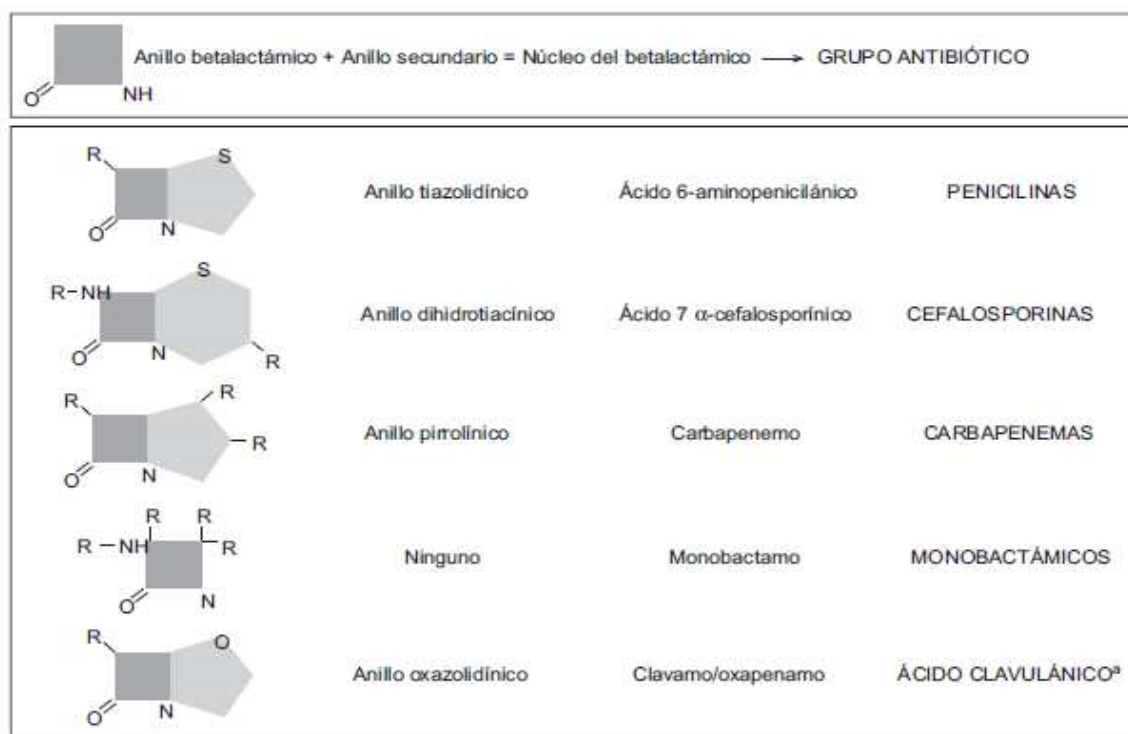 Anillo betalactámico + Anillo secundario = Núcleo del betalactámico → GRUPO ANTIBIÓTICO
O
NH
R
S
O
N
Anillo tiazolidínico Ácido 6-aminopenicilánico PENICILINAS
S
R–NH
O
N
R
Anillo dihidrotiacínico Ácido 7 α-cefalosporínico CEFALOSPORINAS
R
R
R
O
N
Anillo pirrolínico Carbapenemo CARBAPENEMAS
R R
R–NH R
O
N
Ninguno Monobactamo MONOBACTÁMICOS
R
O
O
N
Anillo oxazolidínico Clavamo/oxapenamo ÁCIDO CLAVULÁNICOª